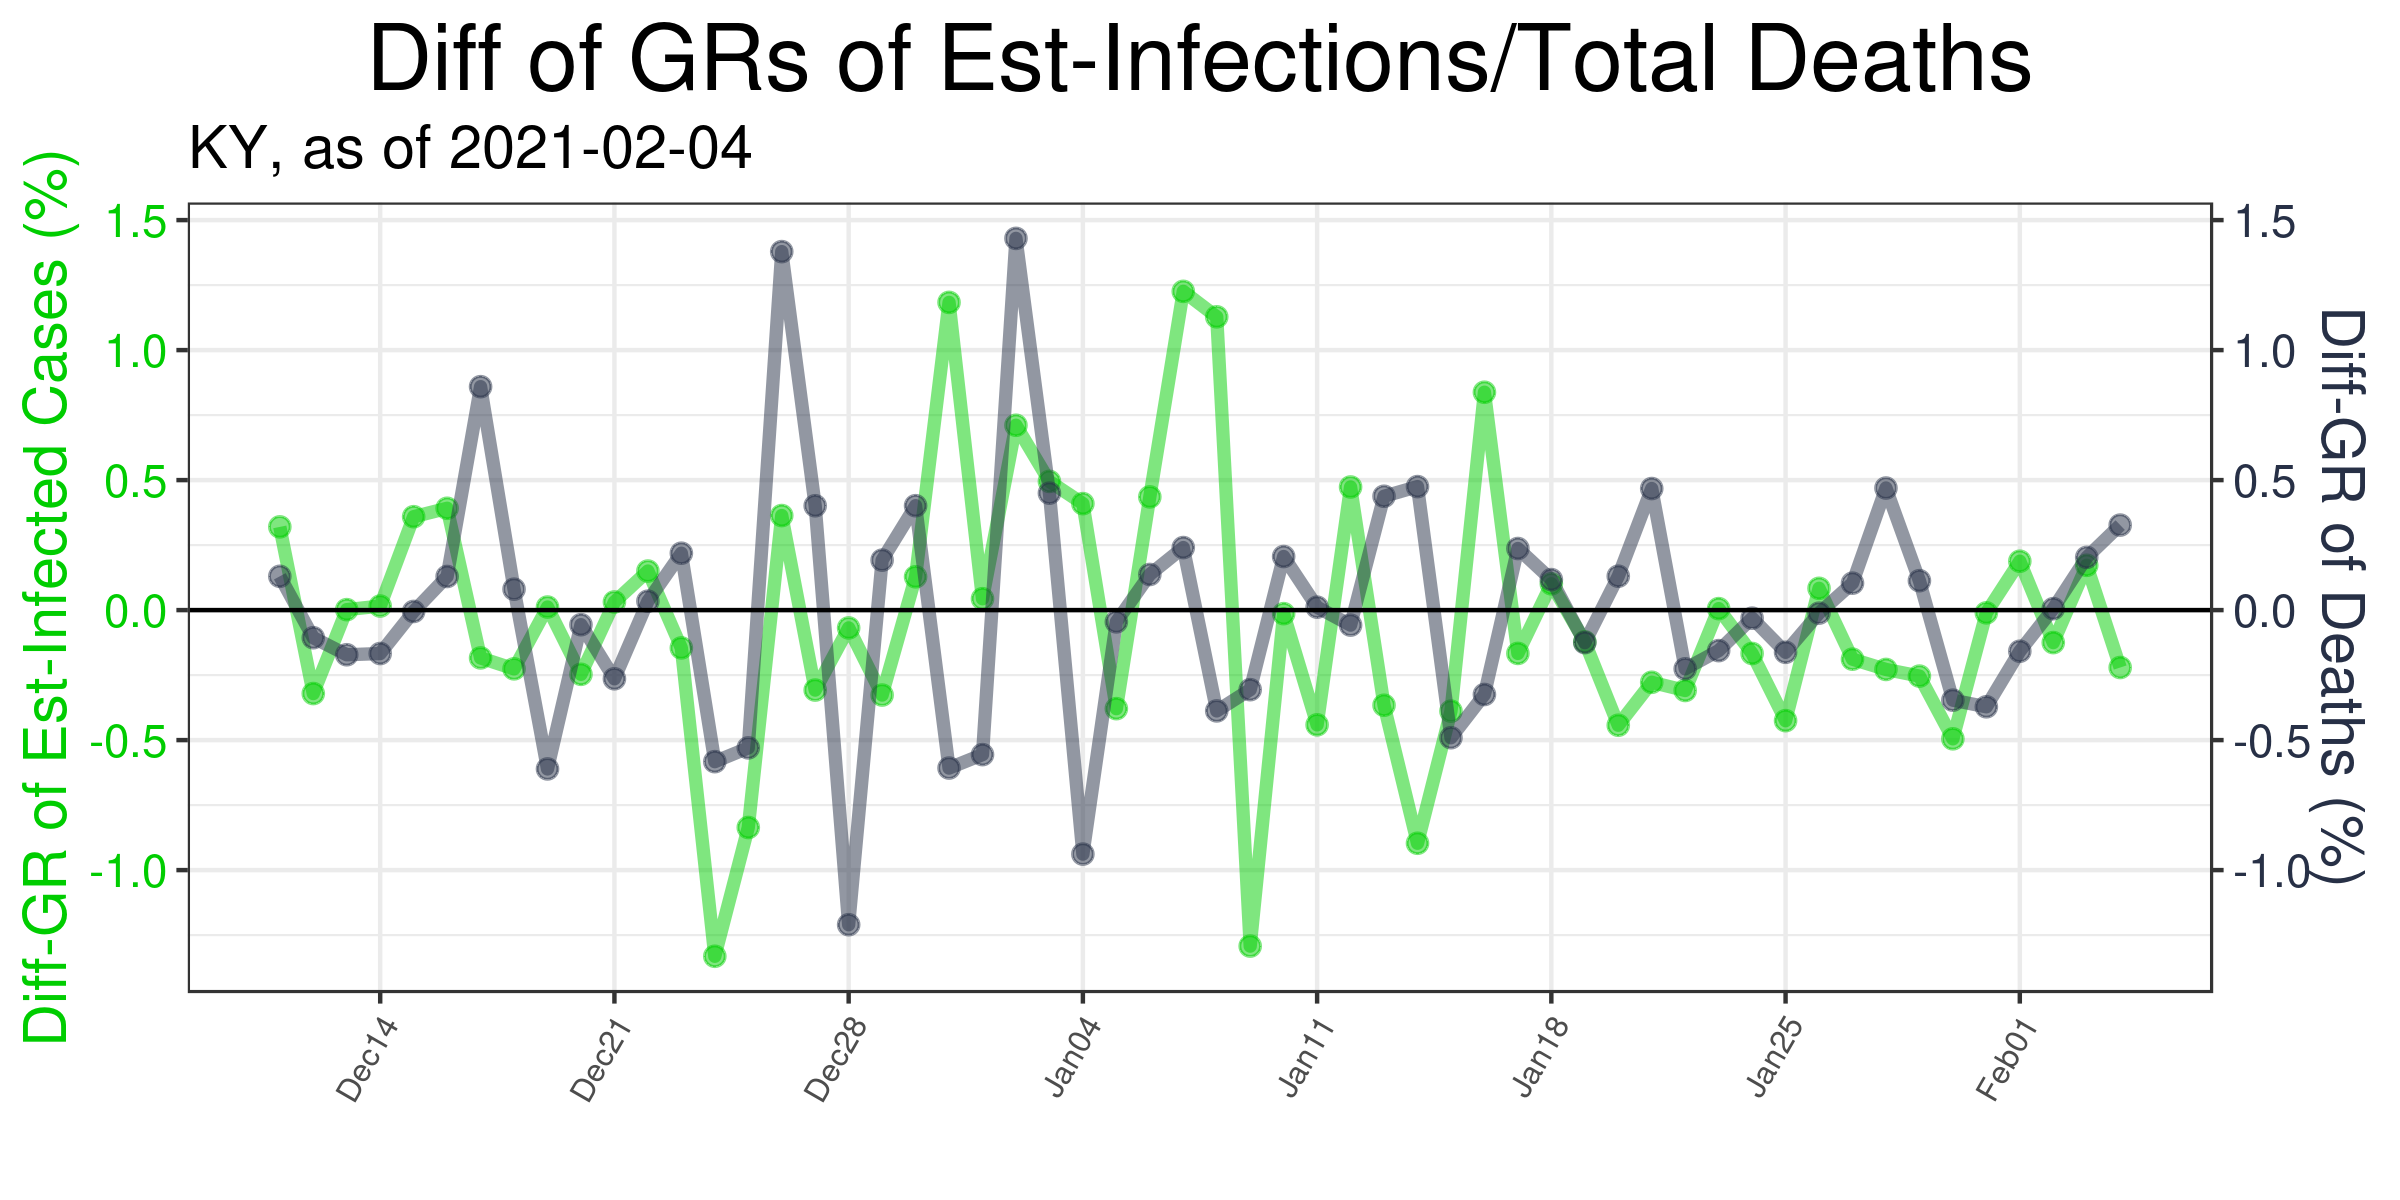 Diff of GRs of Est-Infections/Total Deaths
KY, as of 2021-02-04
Diff-GR of Est-Infected Cases (%)
1.5
1.0
0.5
0.0
-0.5
-1.0
1.5
1.0
0.5
0.0
-0.5
-1.0
Diff-GR of Deaths (%)
Dec14
Dec21
Dec28
Jan04
Jan11
Jan18
Jan25
Feb01